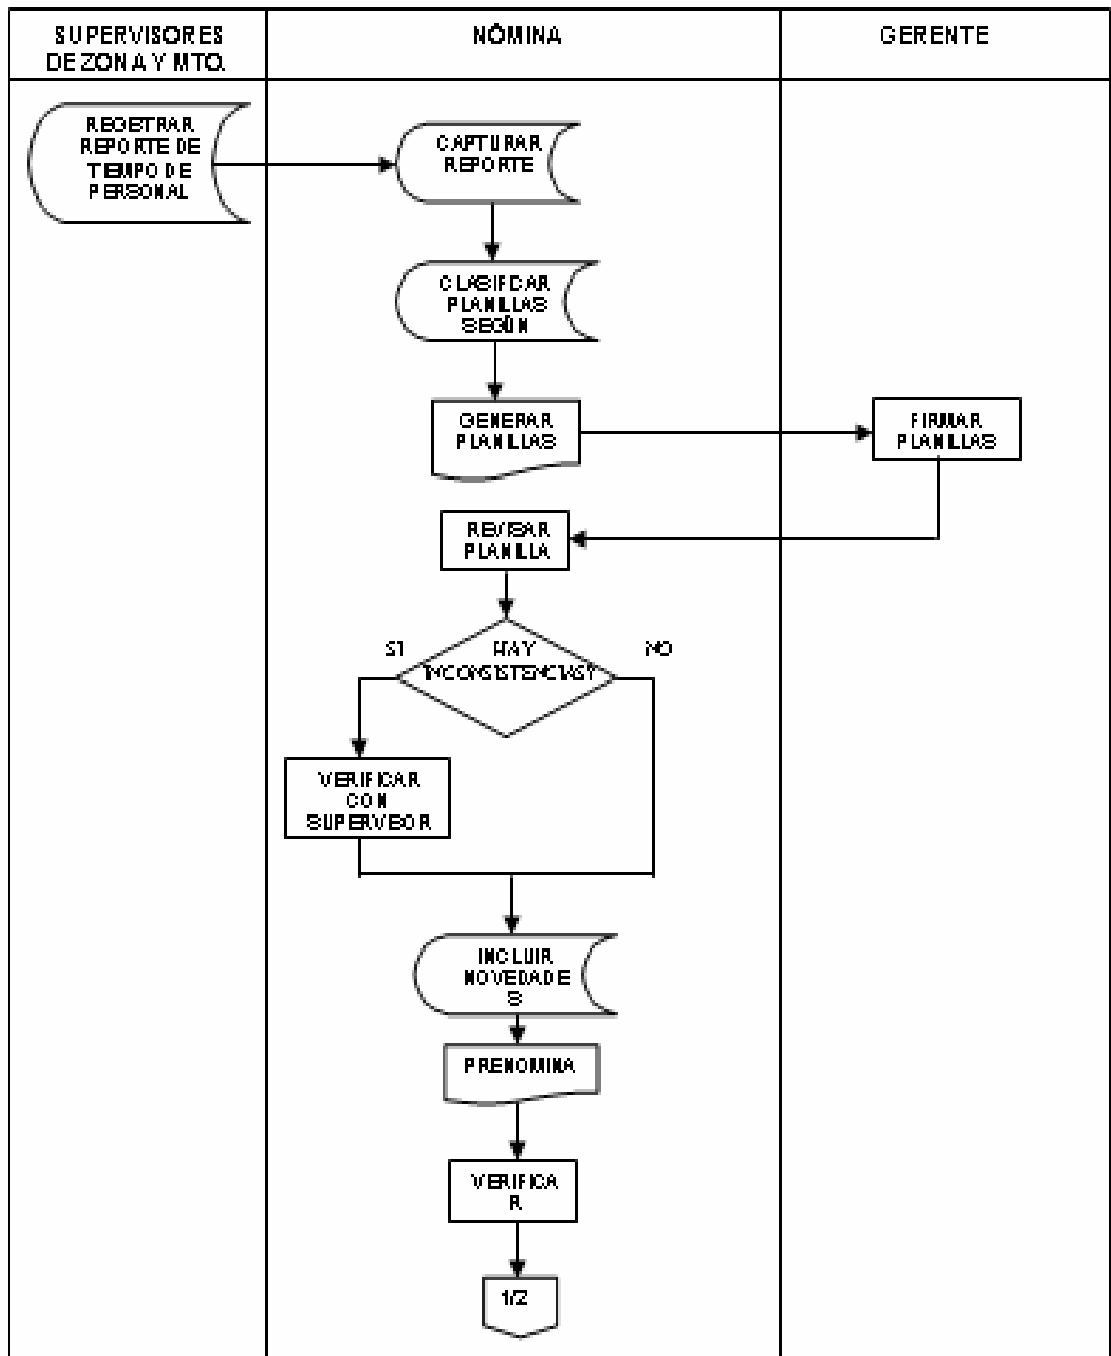 SUPERVISORES
DE ZONA Y MTO.
NÓMINA
GERENTE
REGISTRAR
REPORTE DE
TIEMPO DE
PERSONAL
CAPTURAR
REPORTE
CLASIFICAR
PLANILLAS
SEGÚN
GENERAR
PLANILLAS
FIRMAR
PLANILLAS
REVISAR
PLANILLA
SI
HAY
INCONSISTENCIAS?
NO
VERIFICAR
CON
SUPERVISOR
INCLUIR
NOVEDADE
S
PRENOMINA
VERIFICA
R
1/2